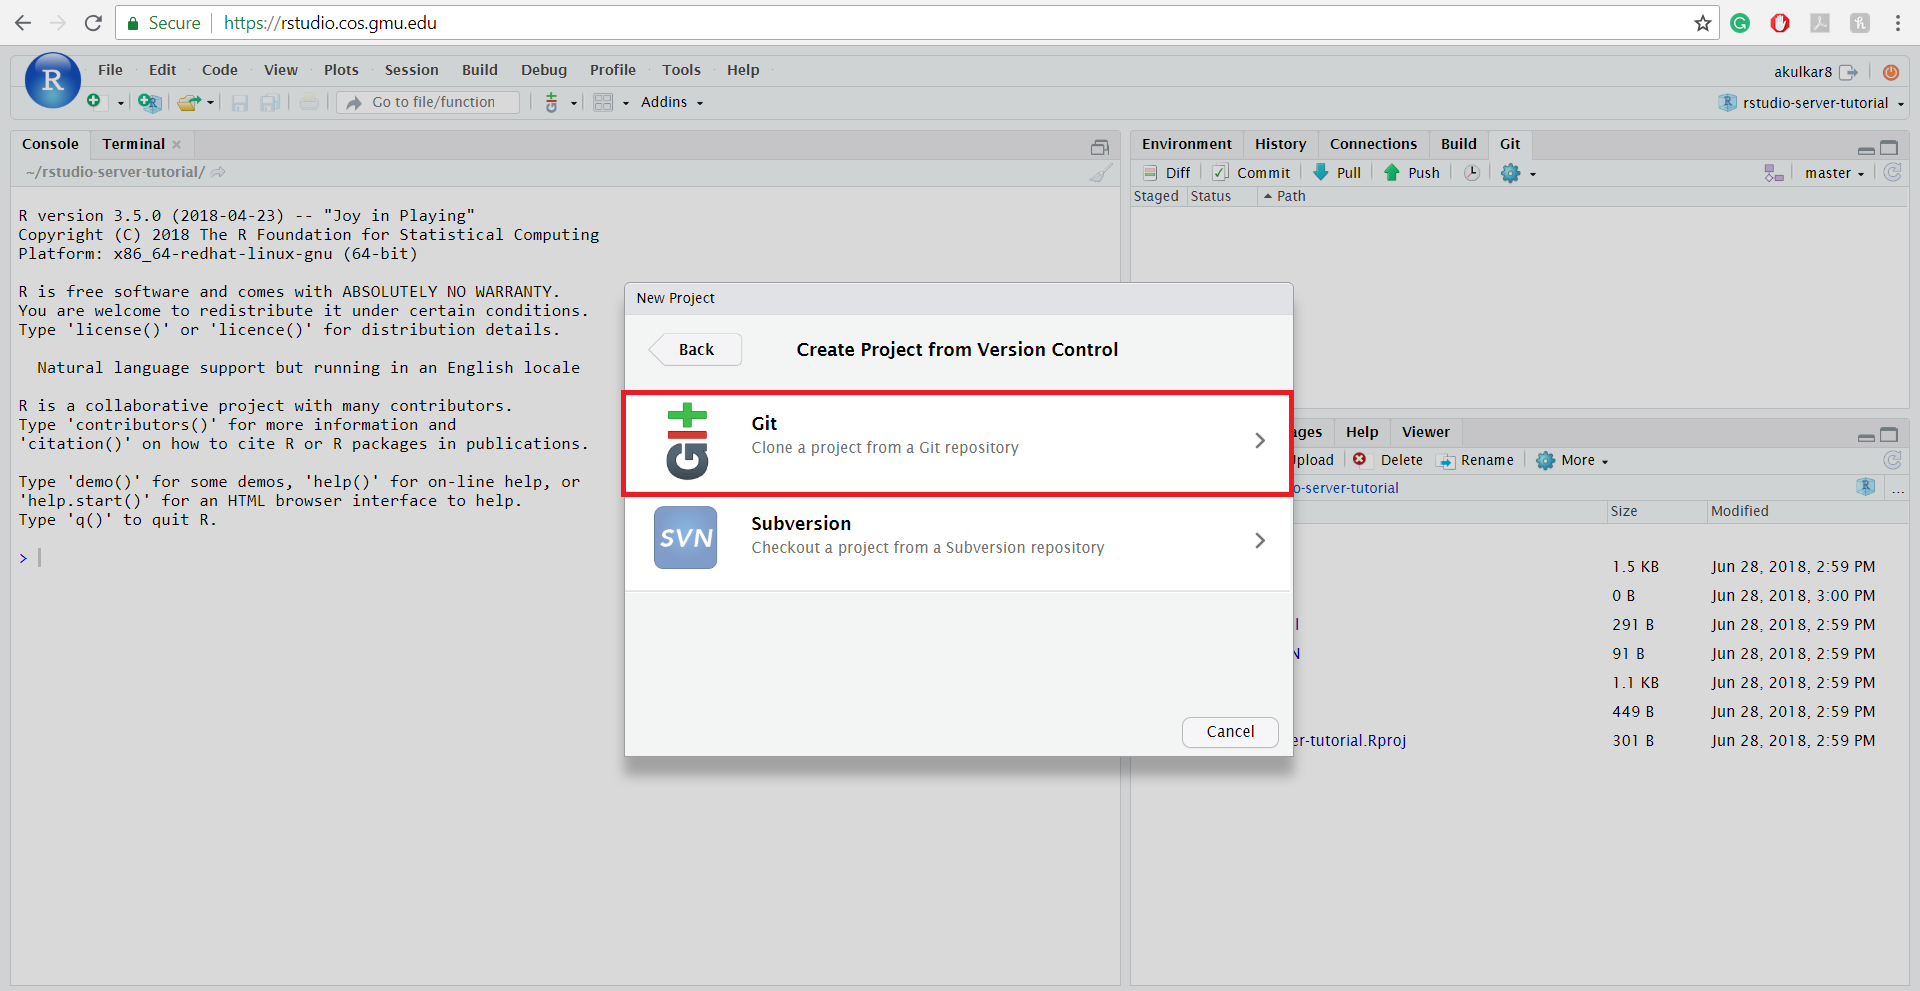 Secure https://rstudio.cos.gmu.edu
R
File Edit Code View Plots Session Build Debug Profile Tools Help
akulkar8
Go to file/function Addins
rstudio-server-tutorial
Console Terminal
~/rstudio-server-tutorial/
R version 3.5.0 (2018-04-23) -- "Joy in Playing"
Copyright (C) 2018 The R Foundation for Statistical Computing
Platform: x86_64-redhat-linux-gnu (64-bit)
R is free software and comes with ABSOLUTELY NO WARRANTY.
You are welcome to redistribute it under certain conditions.
Type 'license()' or 'licence()' for distribution details.
Natural language support but running in an English locale
R is a collaborative project with many contributors.
Type 'contributors()' for more information and
'citation()' on how to cite R or R packages in publications.
Type 'demo()' for some demos, 'help()' for on-line help, or
'help.start()' for an HTML browser interface to help.
Type 'q()' to quit R.
>
Environment History Connections Build Git
Diff Commit Pull Push master
Staged Status Path
New Project
Back Create Project from Version Control
Git
Clone a project from a Git repository
SVN
Subversion
Checkout a project from a Subversion repository
Cancel
ages Help Viewer
pload Delete Rename More
o-server-tutorial ...
Size Modified
1.5 KB Jun 28, 2018, 2:59 PM
0 B Jun 28, 2018, 3:00 PM
l 291 B Jun 28, 2018, 2:59 PM
N 91 B Jun 28, 2018, 2:59 PM
1.1 KB Jun 28, 2018, 2:59 PM
449 B Jun 28, 2018, 2:59 PM
er-tutorial.Rproj 301 B Jun 28, 2018, 2:59 PM